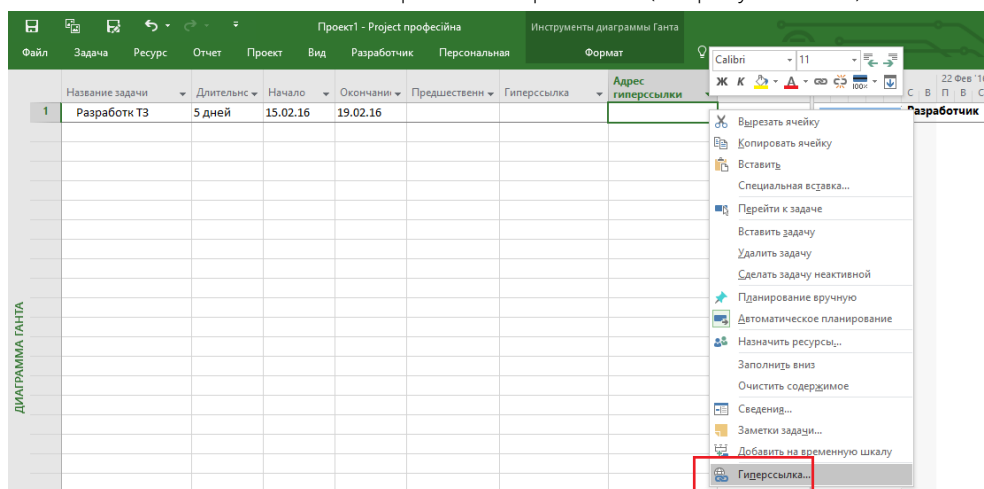 Проект1 - Project професійна
Инструменты диаграммы Ганта
Файл Задача Ресурс Отчет Проект Вид Разработчик Персональная Формат
Calibri 11
Ж К А
Название задачи Длительнс Начало Окончани Предшественн Гиперссылка Адрес гиперссылки
22 Фев '16
С В П В С
1 Разработк ТЗ 5 дней 15.02.16 19.02.16
Разработчик
Вырезать ячейку
Копировать ячейку
Вставить
Специальная вставка...
Перейти к задаче
Вставить задачу
Удалить задачу
Сделать задачу неактивной
Планирование вручную
Автоматическое планирование
Назначить ресурсы...
Заполнить вниз
Очистить содержимое
Сведения...
Заметки задачи...
Добавить на временную шкалу
Гиперссылка...
ДИАГРАММА ГАНТА